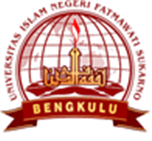 UNIVERSITAS ISLAM NEGERI FATMAWATI SUKARNO
BENGKULU